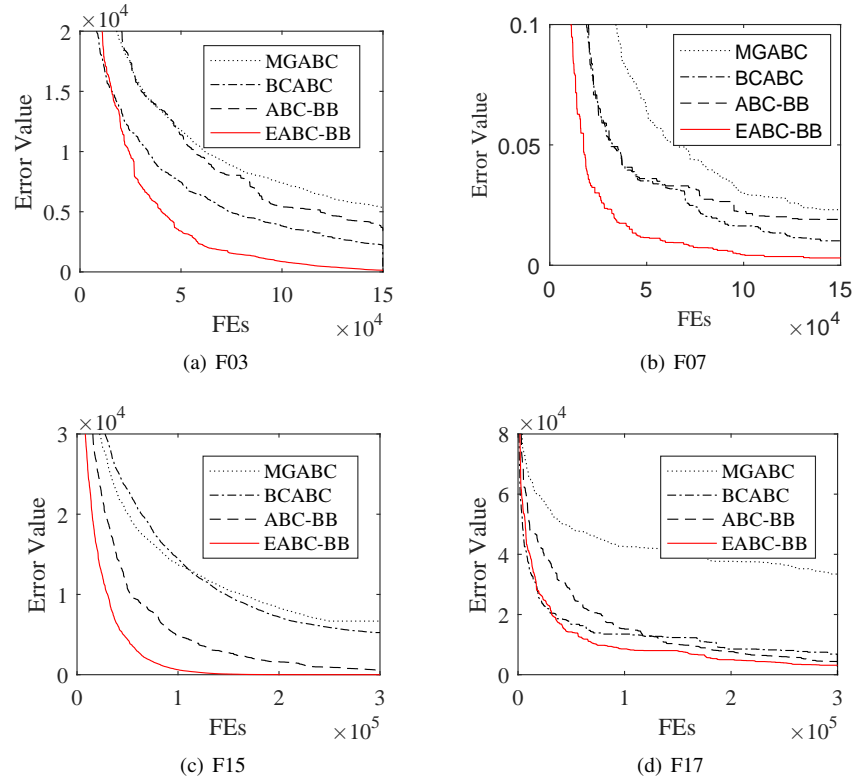 ×10^4
2
1.5
1
0.5
0
Error Value
MGABC
BCABC
ABC-BB
EABC-BB
5
10
15
FEs
×10^4
(a) F03
0.1
0.05
0
Error Value
MGABC
BCABC
ABC-BB
EABC-BB
0
5
10
15
FEs
×10^4
(b) F07
×10^4
3
2
1
0
Error Value
MGABC
BCABC
ABC-BB
EABC-BB
0
1
2
3
FEs
×10^5
(c) F15
×10^4
8
6
4
2
0
Error Value
MGABC
BCABC
ABC-BB
EABC-BB
0
1
2
3
FEs
×10^5
(d) F17